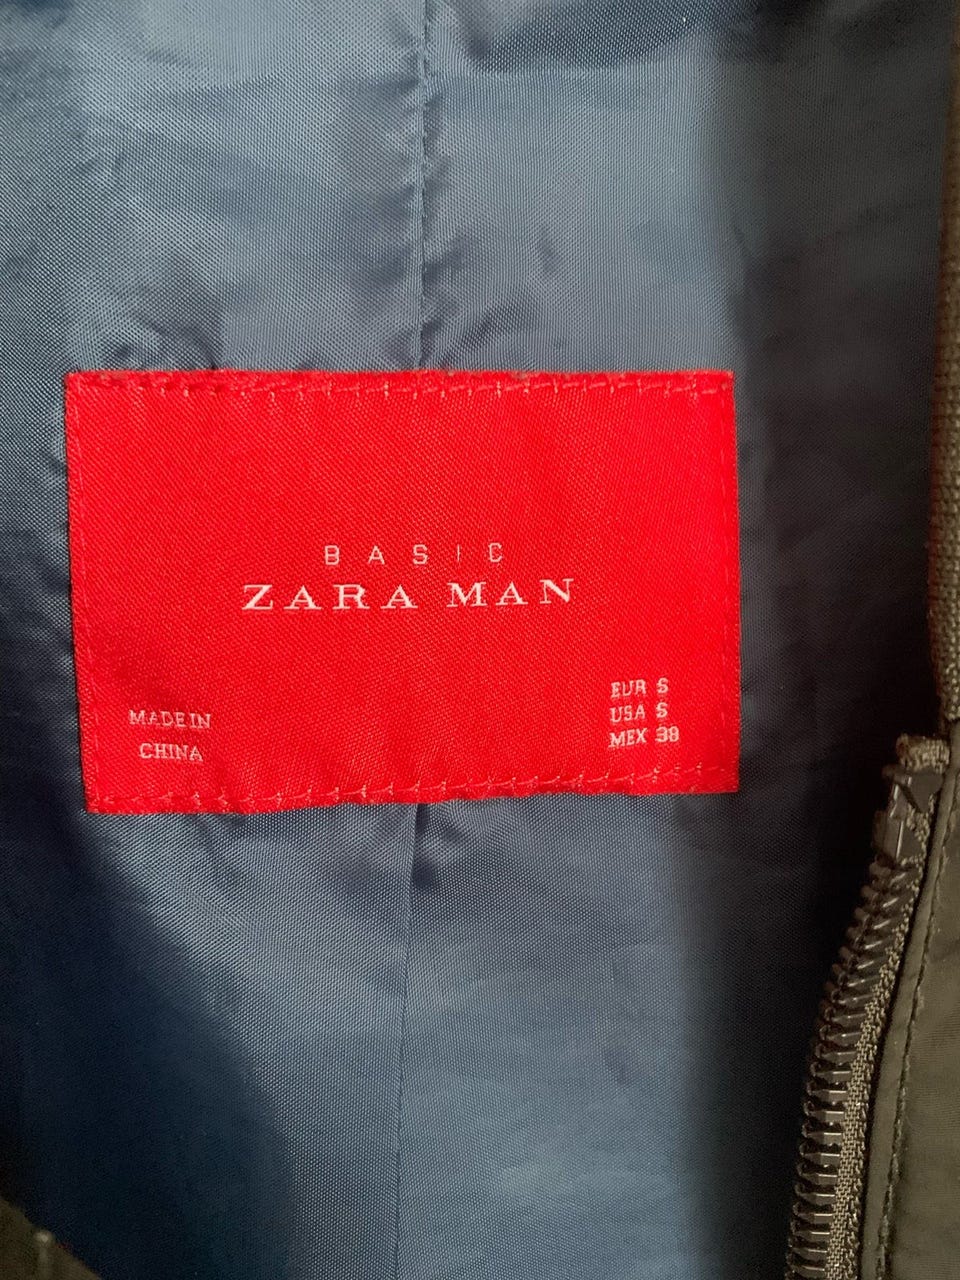 BASIC
ZARA MAN
MADE IN
CHINA
EUR S
USA S
MEX 38